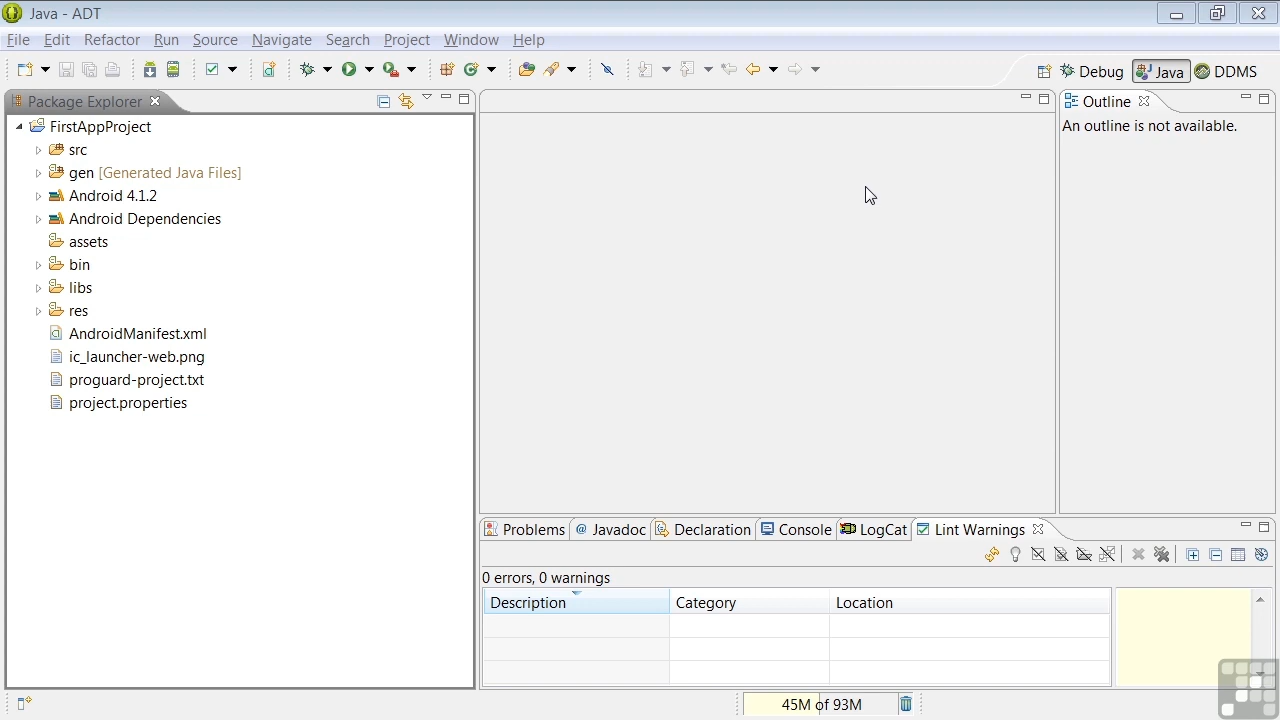 Java - ADT
File Edit Refactor Run Source Navigate Search Project Window Help
Debug Java DDMS
Package Explorer
FirstAppProject
src
gen [Generated Java Files]
Android 4.1.2
Android Dependencies
assets
bin
libs
res
AndroidManifest.xml
ic_launcher-web.png
proguard-project.txt
project.properties
Outline
An outline is not available.
Problems @ Javadoc Declaration Console LogCat Lint Warnings
0 errors, 0 warnings
Description Category Location
45M of 93M